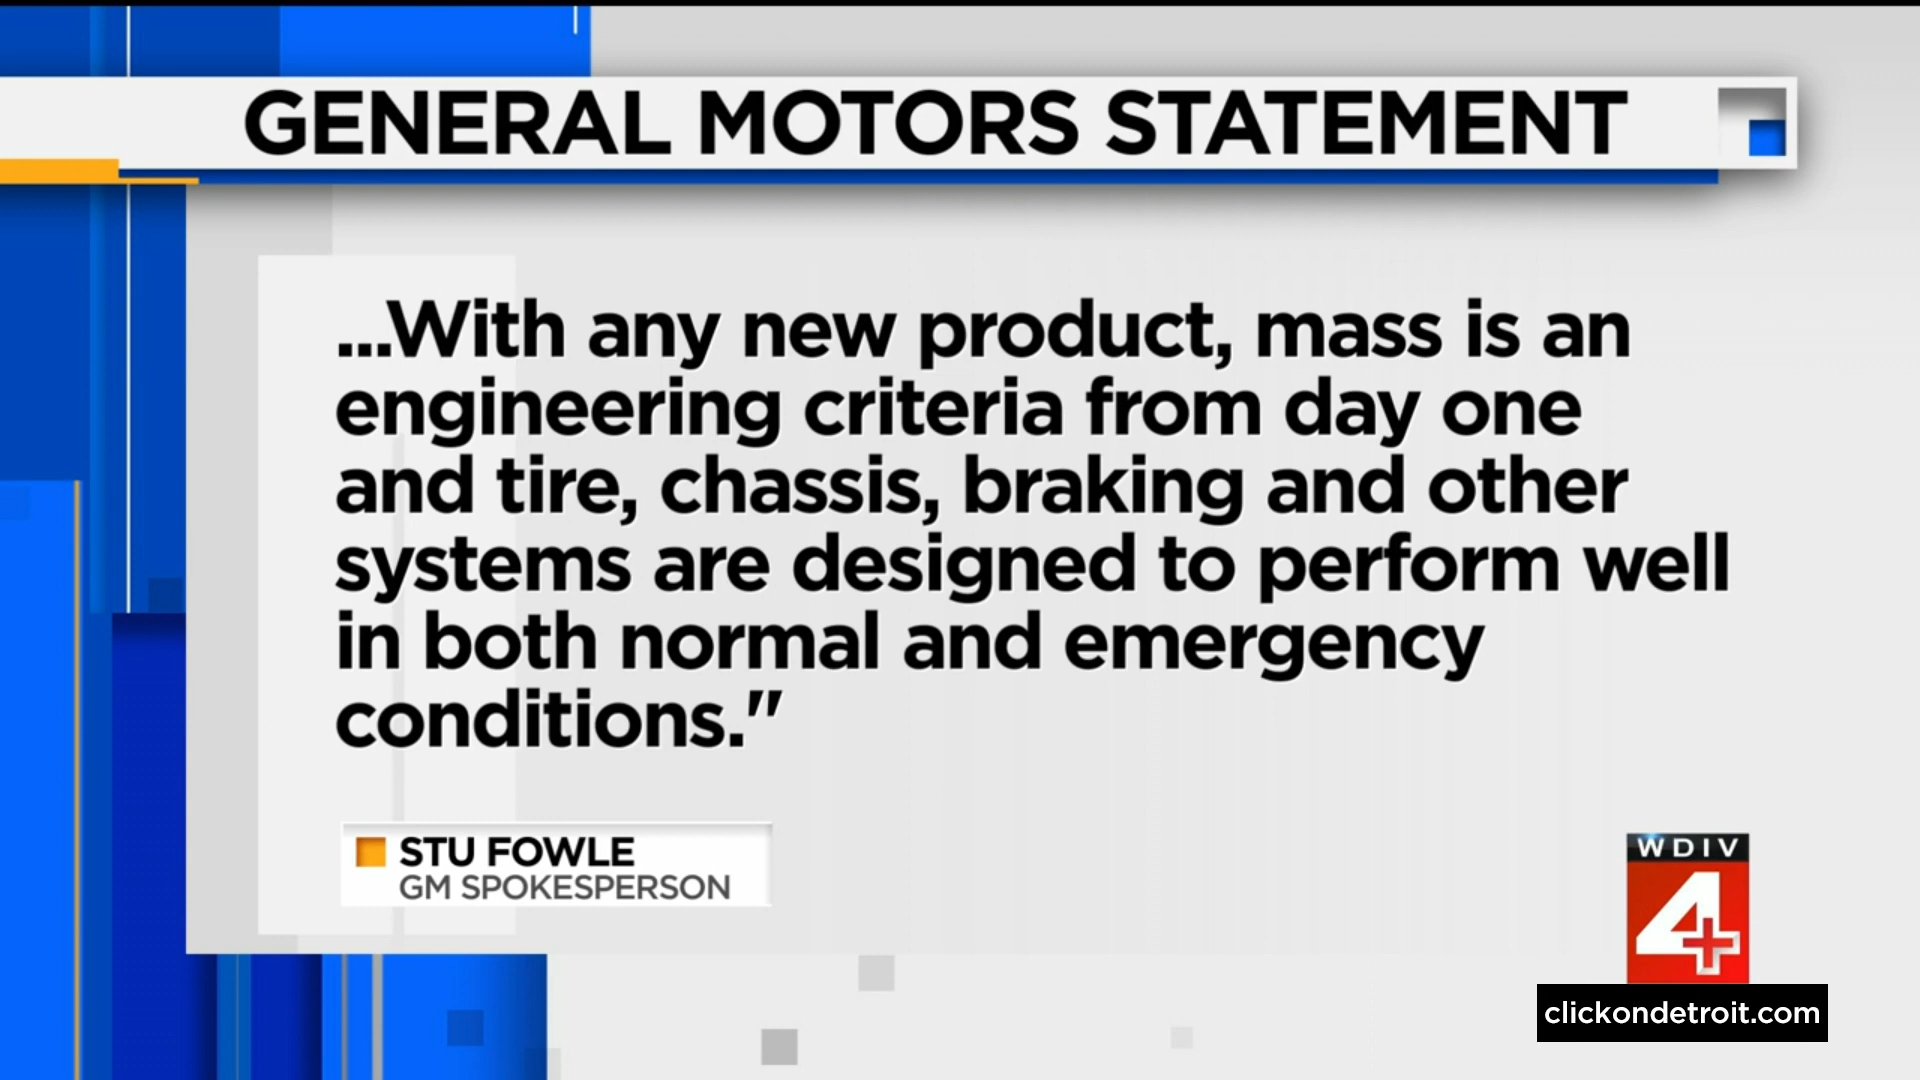 GENERAL MOTORS STATEMENT
...With any new product, mass is an
engineering criteria from day one
and tire, chassis, braking and other
systems are designed to perform well
in both normal and emergency
conditions."
STU FOWLE
GM SPOKESPERSON
WDIV
4+
clickondetroit.com